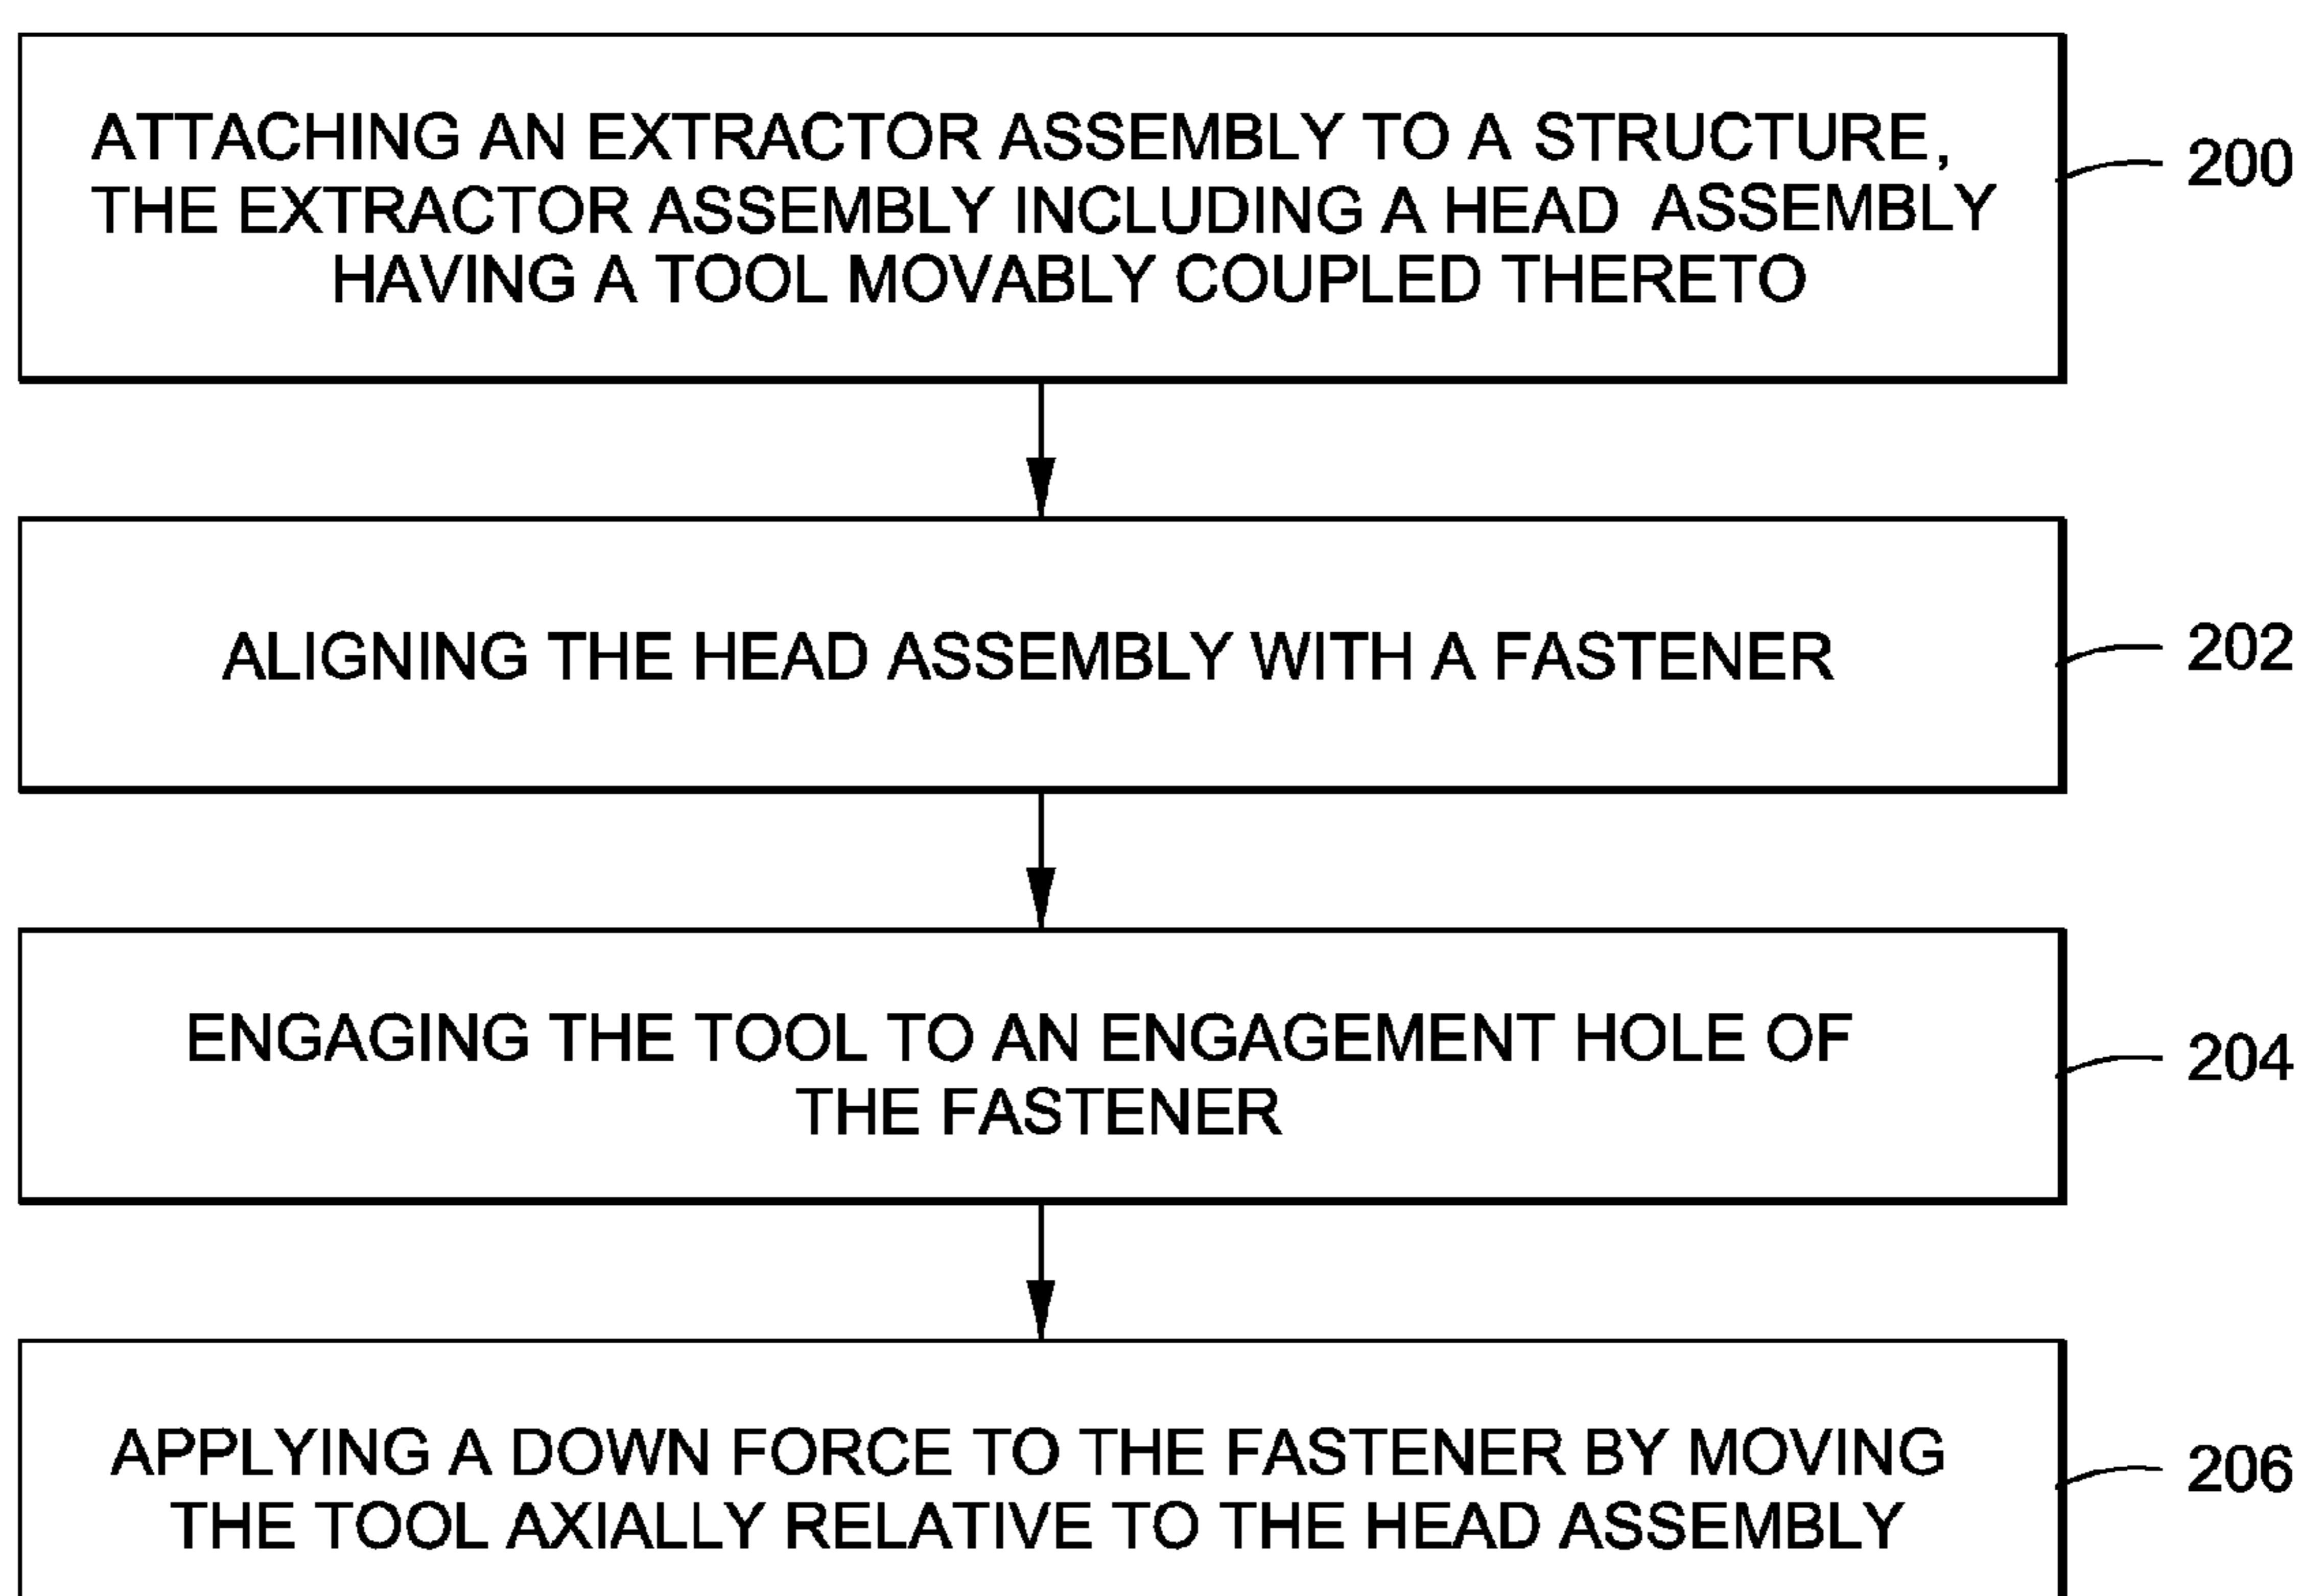 ATTACHING AN EXTRACTOR ASSEMBLY TO A STRUCTURE,
THE EXTRACTOR ASSEMBLY INCLUDING A HEAD ASSEMBLY
HAVING A TOOL MOVABLY COUPLED THERETO
200
ALIGNING THE HEAD ASSEMBLY WITH A FASTENER
202
ENGAGING THE TOOL TO AN ENGAGEMENT HOLE OF
THE FASTENER
204
APPLYING A DOWN FORCE TO THE FASTENER BY MOVING
THE TOOL AXIALLY RELATIVE TO THE HEAD ASSEMBLY
206